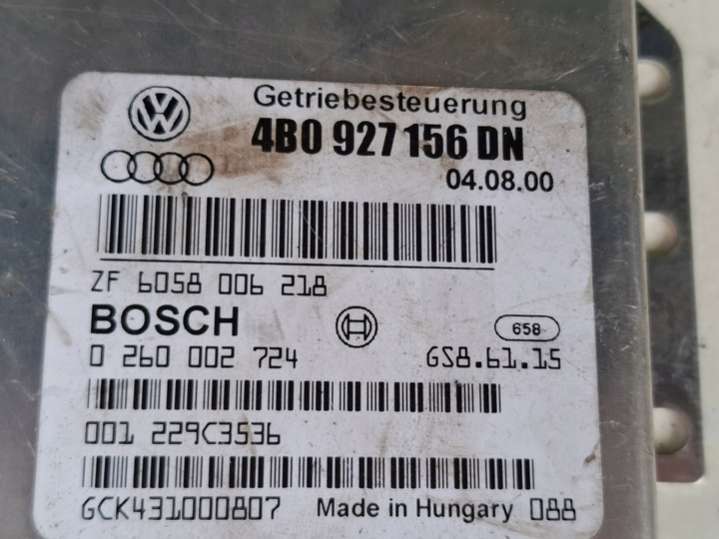 Getriebesteuerung
4B0 927 156 DN
04.08.00
ZF 6058 006 218
BOSCH 658
0 260 002 724 GS8.61.15
001 229C3536
GCK431000807 Made in Hungary 088